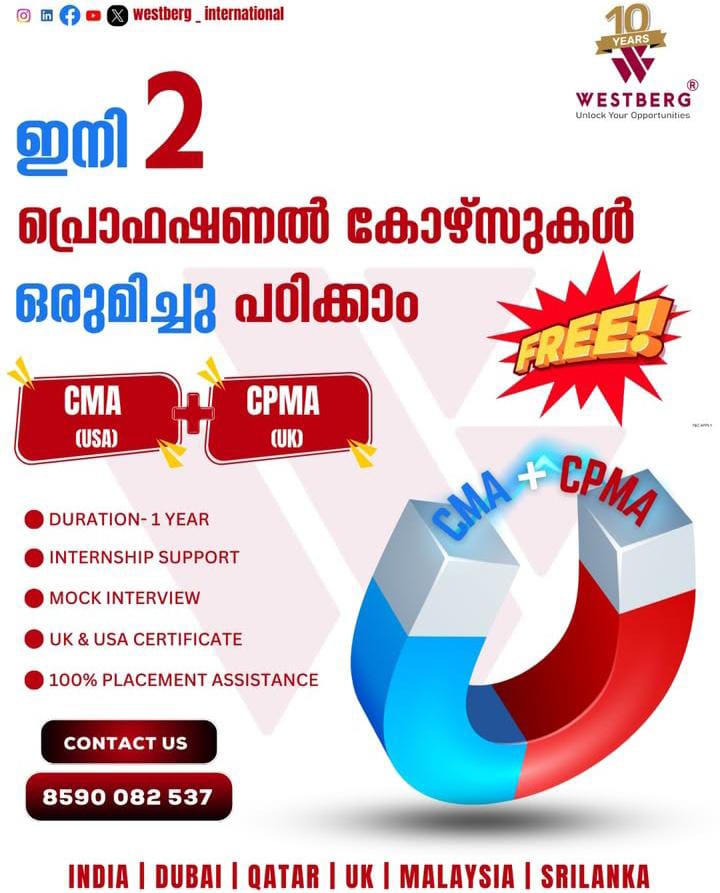 westberg _ international
10
YEARS
WESTBERG®
Unlock Your Opportunities
ഇനി 2
പ്രൊഫഷണൽ കോഴ്സുകൾ
ഒരുമിച്ചു പഠിക്കാം
FREE!
CMA
(USA)
+
CPMA
(UK)
T&C APPLY
CMA + CPMA
DURATION- 1 YEAR
INTERNSHIP SUPPORT
MOCK INTERVIEW
UK & USA CERTIFICATE
100% PLACEMENT ASSISTANCE
CONTACT US
8590 082 537
INDIA | DUBAI | QATAR | UK | MALAYSIA | SRILANKA